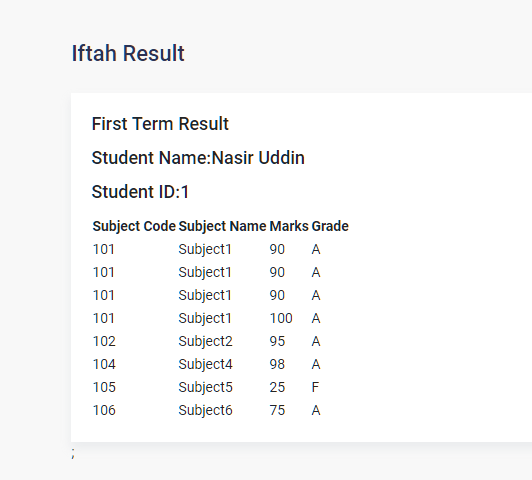 Iftah Result
First Term Result
Student Name:Nasir Uddin
Student ID:1
Subject Code Subject Name Marks Grade
101 Subject1 90 A
101 Subject1 90 A
101 Subject1 90 A
101 Subject1 100 A
102 Subject2 95 A
104 Subject4 98 A
105 Subject5 25 F
106 Subject6 75 A
;